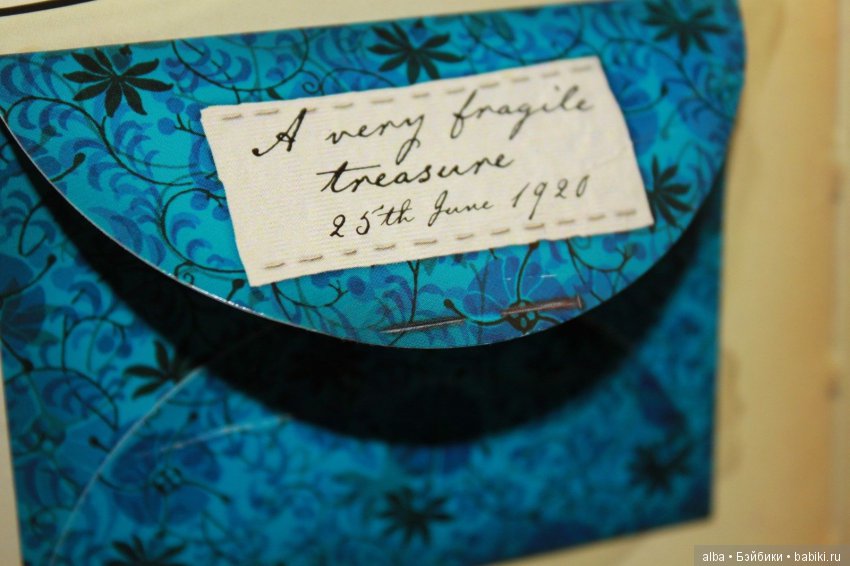 A very fragile
treasure
25th June 1920
alba • Бэйбики • babiki.ru